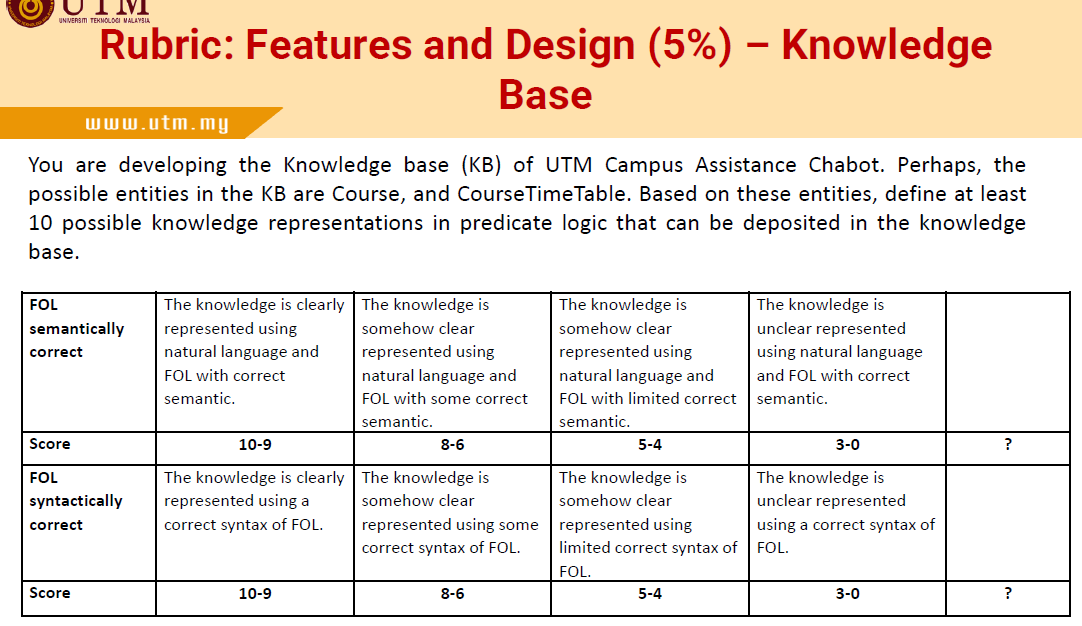 UTM
UNIVERSITI TEKNOLOGI MALAYSIA
Rubric: Features and Design (5%) – Knowledge
Base
www.utm.my
You are developing the Knowledge base (KB) of UTM Campus Assistance Chabot. Perhaps, the
possible entities in the KB are Course, and CourseTimeTable. Based on these entities, define at least
10 possible knowledge representations in predicate logic that can be deposited in the knowledge
base.
FOL
semantically
correct
The knowledge is clearly
represented using
natural language and
FOL with correct
semantic.
The knowledge is
somehow clear
represented using
natural language and
FOL with some correct
semantic.
The knowledge is
somehow clear
represented using
natural language and
FOL with limited correct
semantic.
The knowledge is
unclear represented
using natural language
and FOL with correct
semantic.
Score
10-9
8-6
5-4
3-0
?
FOL
syntactically
correct
The knowledge is clearly
represented using a
correct syntax of FOL.
The knowledge is
somehow clear
represented using some
correct syntax of FOL.
The knowledge is
somehow clear
represented using
limited correct syntax of
FOL.
The knowledge is
unclear represented
using a correct syntax of
FOL.
Score
10-9
8-6
5-4
3-0
?